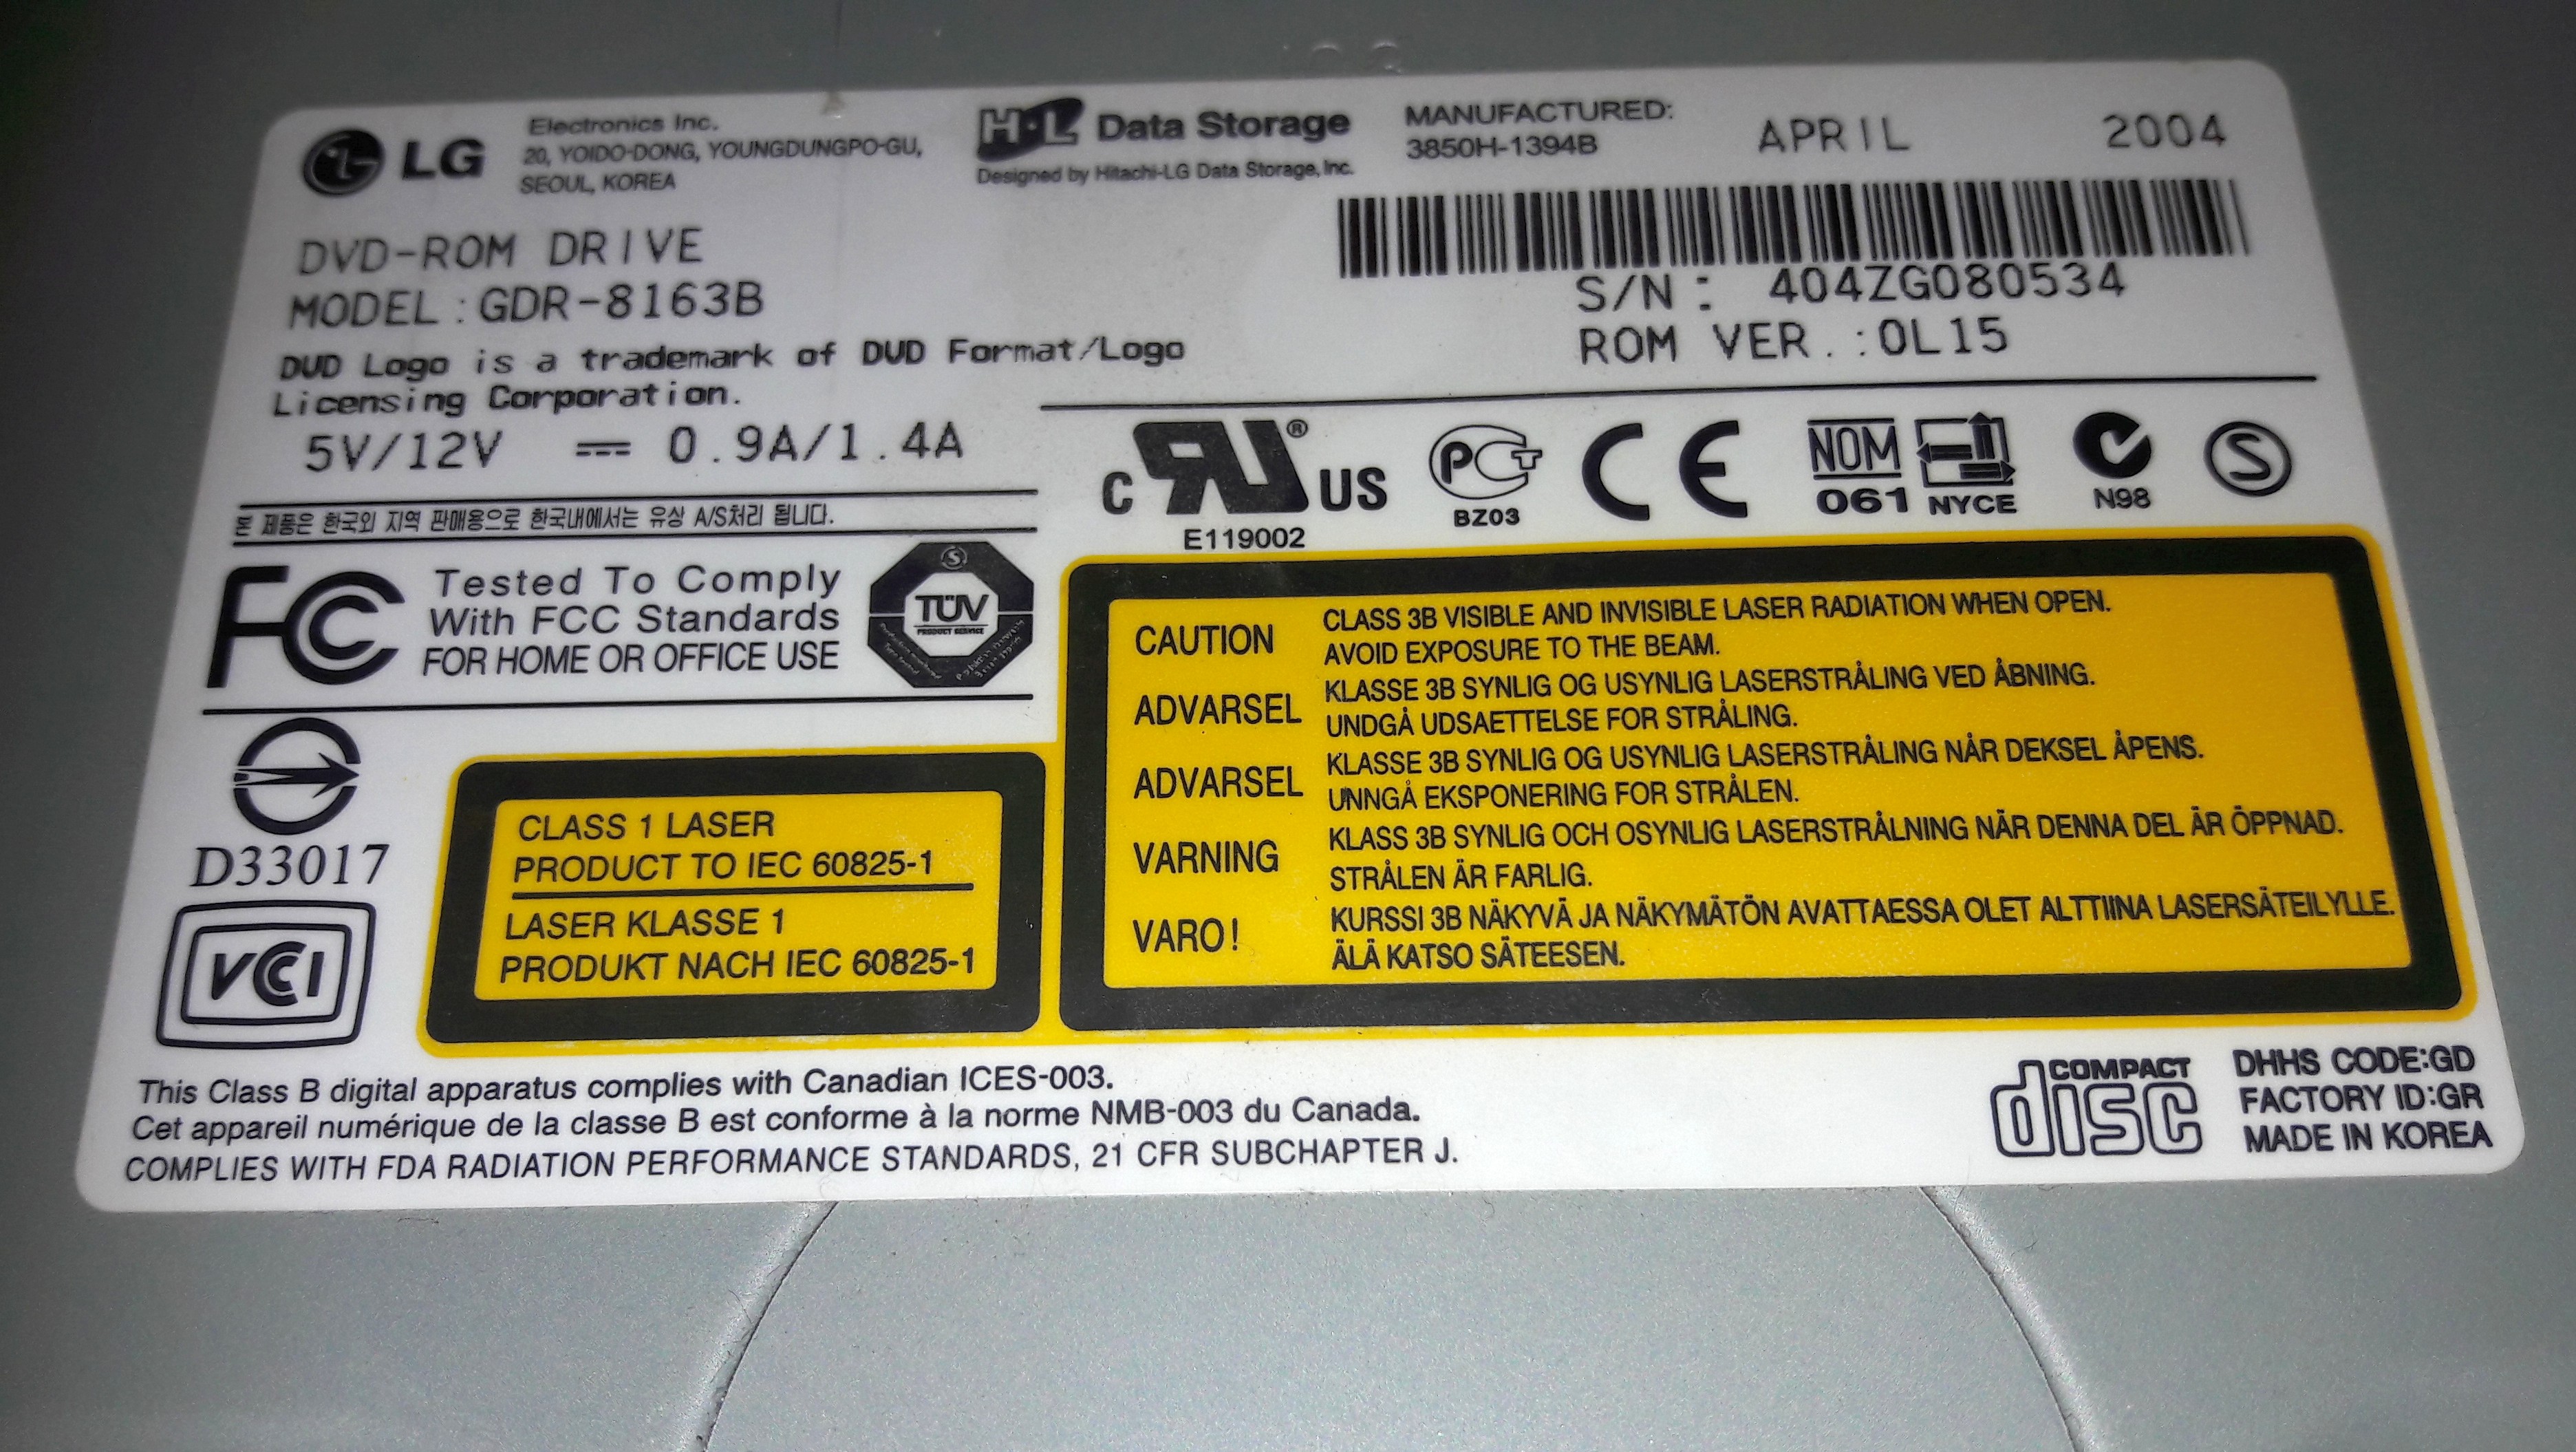 LG
Electronics Inc.
20, YOIDO-DONG, YOUNGDUNGPO-GU,
SEOUL, KOREA
H·L Data Storage
Designed by Hitachi-LG Data Storage, Inc.
MANUFACTURED:
3850H-1394B
APRIL 2004
DVD-ROM DRIVE
MODEL : GDR-8163B
S/N : 404ZG080534
ROM VER. : 0L15
DVD Logo is a trademark of DVD Format/Logo
Licensing Corporation.
5V/12V ⎓ 0.9A/1.4A
본 제품은 한국외 지역 판매용으로 한국내에서는 유상 A/S처리 됩니다.
C RU ® US
E119002
PCT
BZ03
CE
NOM
061
NYCE
N98
S
FC
Tested To Comply
With FCC Standards
FOR HOME OR OFFICE USE
S
TÜV
PRODUCT SERVICE
D33017
VCCI
CLASS 1 LASER
PRODUCT TO IEC 60825-1
LASER KLASSE 1
PRODUKT NACH IEC 60825-1
CAUTION CLASS 3B VISIBLE AND INVISIBLE LASER RADIATION WHEN OPEN.
AVOID EXPOSURE TO THE BEAM.
ADVARSEL KLASSE 3B SYNLIG OG USYNLIG LASERSTRÅLING VED ÅBNING.
UNDGÅ UDSAETTELSE FOR STRÅLING.
ADVARSEL KLASSE 3B SYNLIG OG USYNLIG LASERSTRÅLING NÅR DEKSEL ÅPENS.
UNNGÅ EKSPONERING FOR STRÅLEN.
VARNING KLASS 3B SYNLIG OCH OSYNLIG LASERSTRÅLNING NÄR DENNA DEL ÄR ÖPPNAD.
STRÅLEN ÄR FARLIG.
VARO! KURSSI 3B NÄKYVÄ JA NÄKYMÄTÖN AVATTAESSA OLET ALTTIINA LASERSÄTEILYLLE.
ÄLÄ KATSO SÄTEESEN.
This Class B digital apparatus complies with Canadian ICES-003.
Cet appareil numérique de la classe B est conforme à la norme NMB-003 du Canada.
COMPLIES WITH FDA RADIATION PERFORMANCE STANDARDS, 21 CFR SUBCHAPTER J.
COMPACT
disc
DHHS CODE:GD
FACTORY ID:GR
MADE IN KOREA